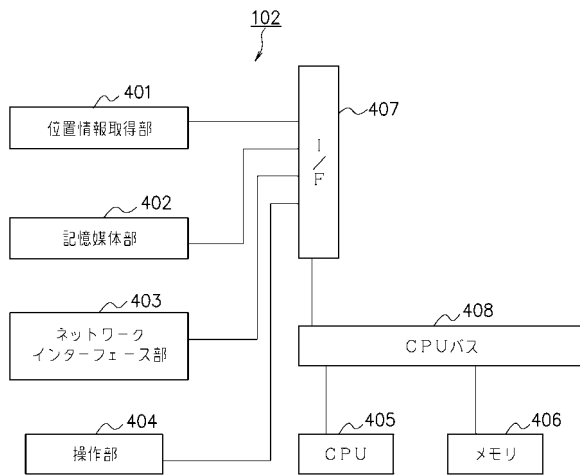 102
401
位置情報取得部
407
I/F
402
記憶媒体部
403
ネットワーク
インターフェース部
408
CPUバス
404
操作部
405
CPU
406
メモリ